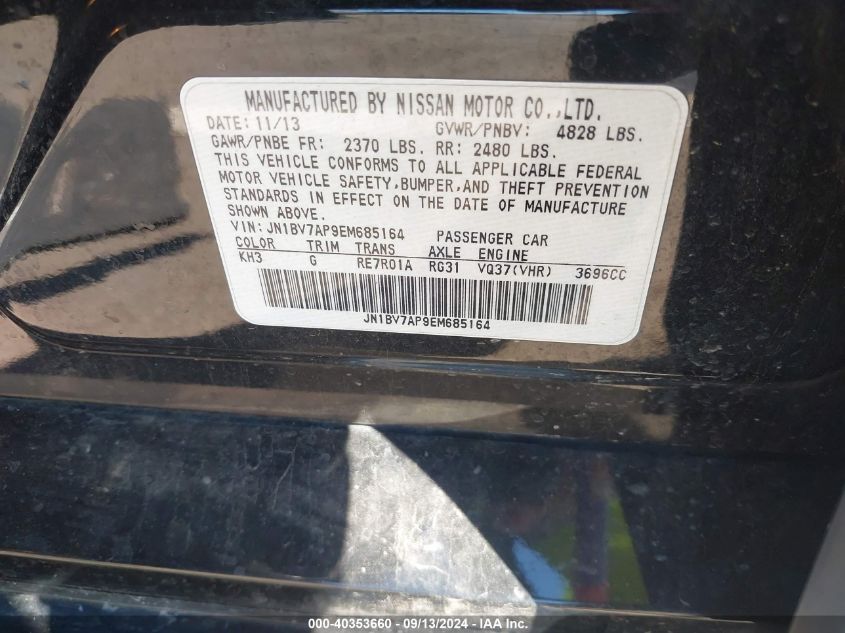 MANUFACTURED BY NISSAN MOTOR CO.,LTD.
DATE: 11/13 GVWR/PNBV: 4828 LBS.
GAWR/PNBE FR: 2370 LBS. RR: 2480 LBS.
THIS VEHICLE CONFORMS TO ALL APPLICABLE FEDERAL
MOTOR VEHICLE SAFETY,BUMPER,AND THEFT PREVENTION
STANDARDS IN EFFECT ON THE DATE OF MANUFACTURE
SHOWN ABOVE.
VIN: JN1BV7AP9EM685164 PASSENGER CAR
COLOR TRIM TRANS AXLE ENGINE
KH3 G RE7R01A RG31 VQ37(VHR) 3696CC
JN1BV7AP9EM685164
000-40353660 - 09/13/2024 - IAA Inc.